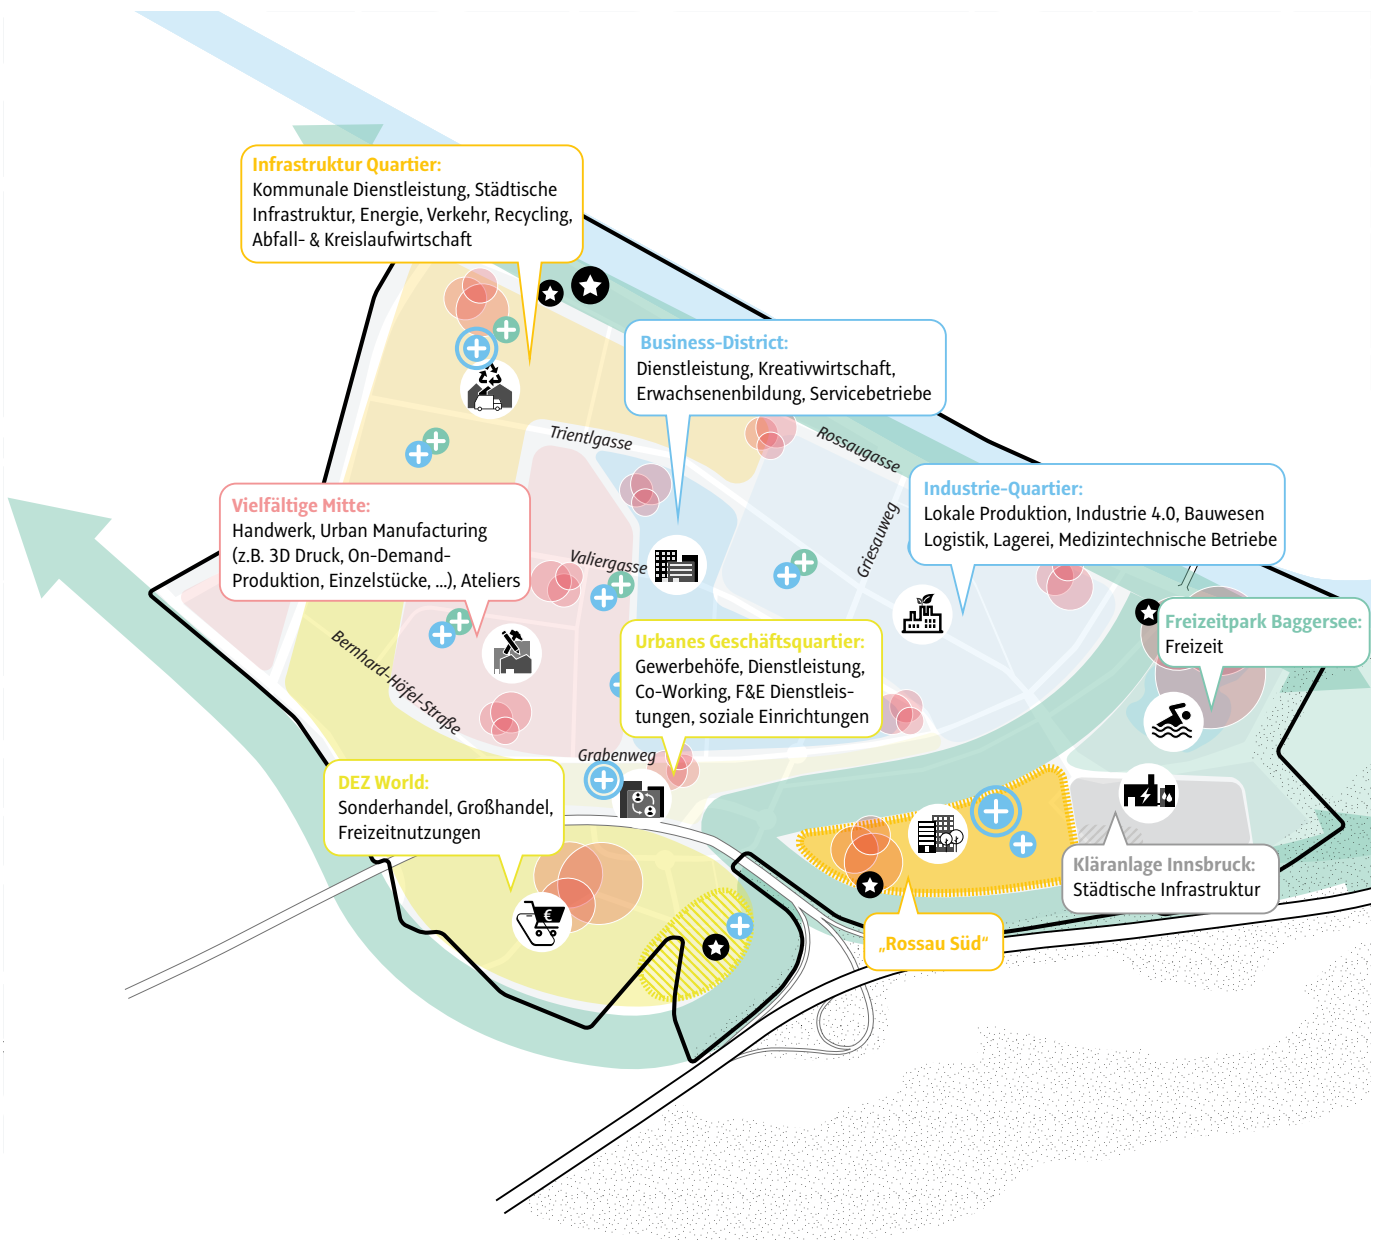 Infrastruktur Quartier:
Kommunale Dienstleistung, Städtische
Infrastruktur, Energie, Verkehr, Recycling,
Abfall- & Kreislaufwirtschaft
Business-District:
Dienstleistung, Kreativwirtschaft,
Erwachsenenbildung, Servicebetriebe
Trientlgasse
Rossaugasse
Industrie-Quartier:
Lokale Produktion, Industrie 4.0, Bauwesen
Logistik, Lagerei, Medizintechnische Betriebe
Vielfältige Mitte:
Handwerk, Urban Manufacturing
(z.B. 3D Druck, On-Demand-
Produktion, Einzelstücke, ...), Ateliers
Valiergasse
Griesauweg
Freizeitpark Baggersee:
Freizeit
Urbanes Geschäftsquartier:
Gewerbehöfe, Dienstleistung,
Co-Working, F&E Dienstleis-
tungen, soziale Einrichtungen
Bernhard-Höfel-Straße
Grabenweg
DEZ World:
Sonderhandel, Großhandel,
Freizeitnutzungen
€
Kläranlage Innsbruck:
Städtische Infrastruktur
„Rossau Süd“